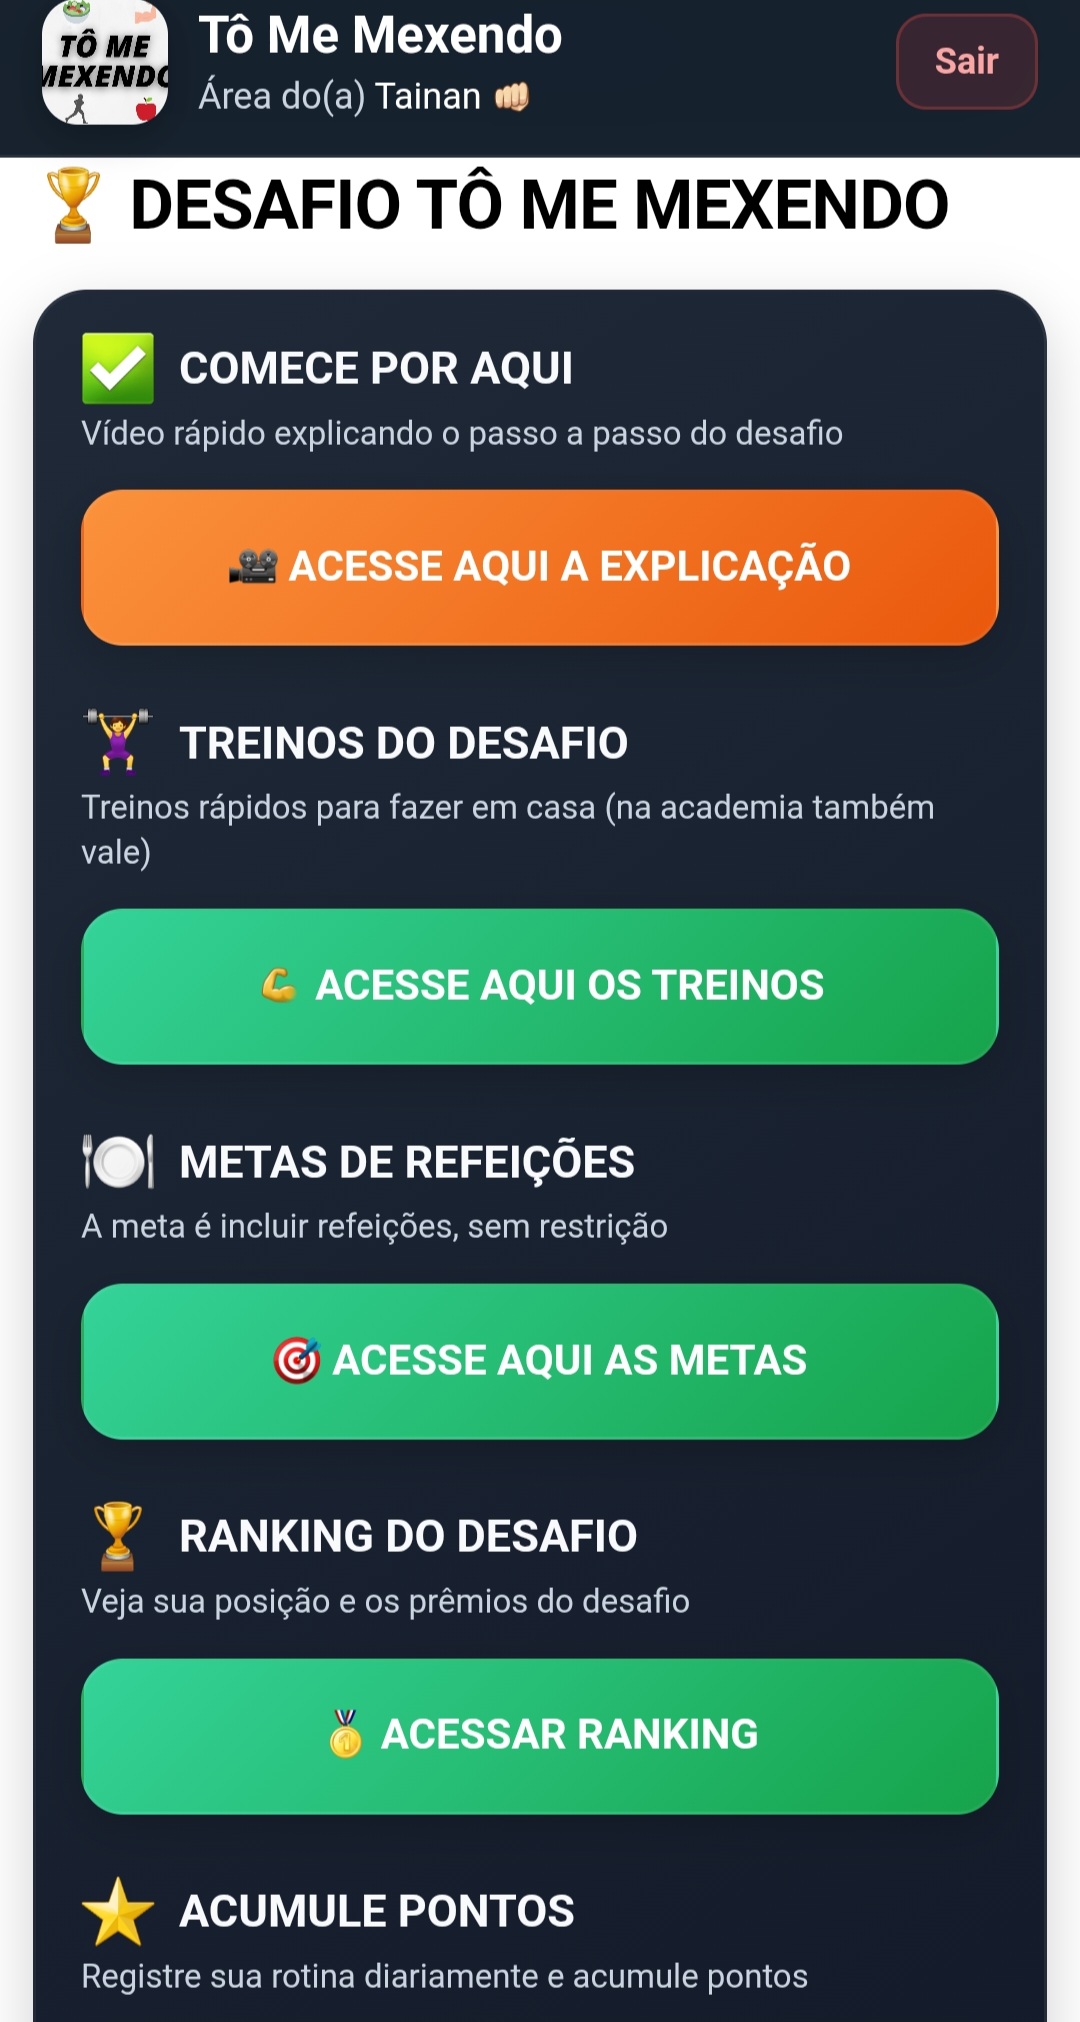 TÔ ME
MEXENDO
Tô Me Mexendo
Área do(a) Tainan 👊🏻
Sair
🏆 DESAFIO TÔ ME MEXENDO
✅ COMECE POR AQUI
Vídeo rápido explicando o passo a passo do desafio
🎥 ACESSE AQUI A EXPLICAÇÃO
🏋️‍♀️ TREINOS DO DESAFIO
Treinos rápidos para fazer em casa (na academia também
vale)
💪 ACESSE AQUI OS TREINOS
🍽️ METAS DE REFEIÇÕES
A meta é incluir refeições, sem restrição
🎯 ACESSE AQUI AS METAS
🏆 RANKING DO DESAFIO
Veja sua posição e os prêmios do desafio
🥇 ACESSAR RANKING
⭐ ACUMULE PONTOS
Registre sua rotina diariamente e acumule pontos